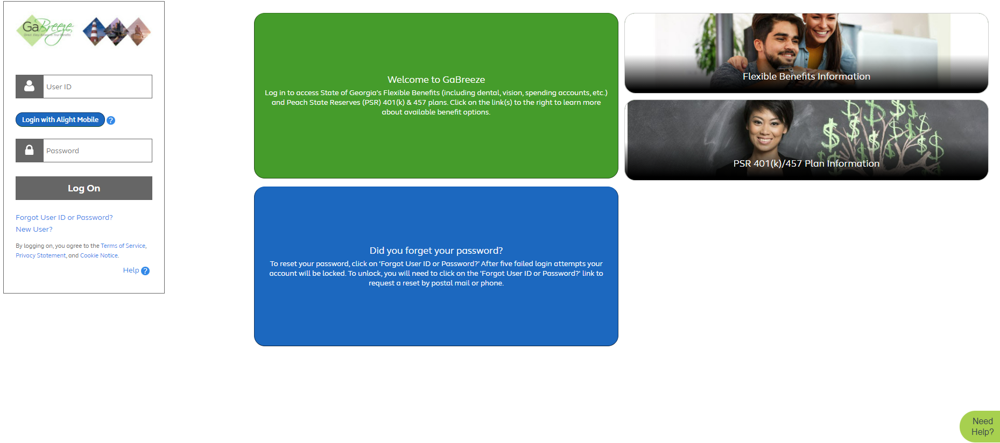 GaBreeze
Direct. Easy Access to Your Benefits
User ID
Login with Alight Mobile ?
Password
Log On
Forgot User ID or Password?
New User?
By logging on, you agree to the Terms of Service,
Privacy Statement, and Cookie Notice.
Help ?
Welcome to GaBreeze
Log in to access State of Georgia’s Flexible Benefits (including dental, vision, spending accounts, etc.)
and Peach State Reserves (PSR) 401(k) & 457 plans. Click on the link(s) to the right to learn more
about available benefit options.
Did you forget your password?
To reset your password, click on ‘Forgot User ID or Password?’ After five failed login attempts your
account will be locked. To unlock, you will need to click on the 'Forgot User ID or Password?' link to
request a reset by postal mail or phone.
Flexible Benefits Information
PSR 401(k)/457 Plan Information
Need
Help?